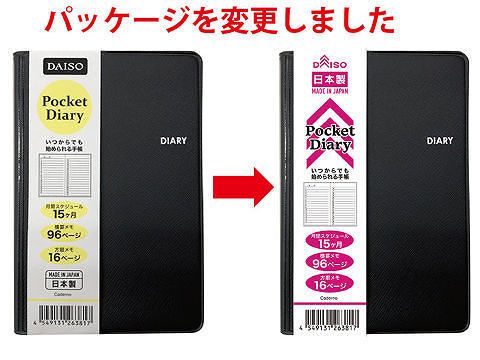 パッケージを変更しました
DAISO
Pocket
Diary
いつからでも
始められる手帳
月間スケジュール
15ヶ月
横罫メモ
96ページ
方眼メモ
16ページ
MADE IN JAPAN
日本製
Caderno
4 549131 263817
DIARY
DAISO
日本製
MADE IN JAPAN
Pocket
Diary
いつからでも
始められる手帳
月間スケジュール
15ヶ月
横罫メモ
96ページ
方眼メモ
16ページ
Caderno
4 549131 263817
DIARY